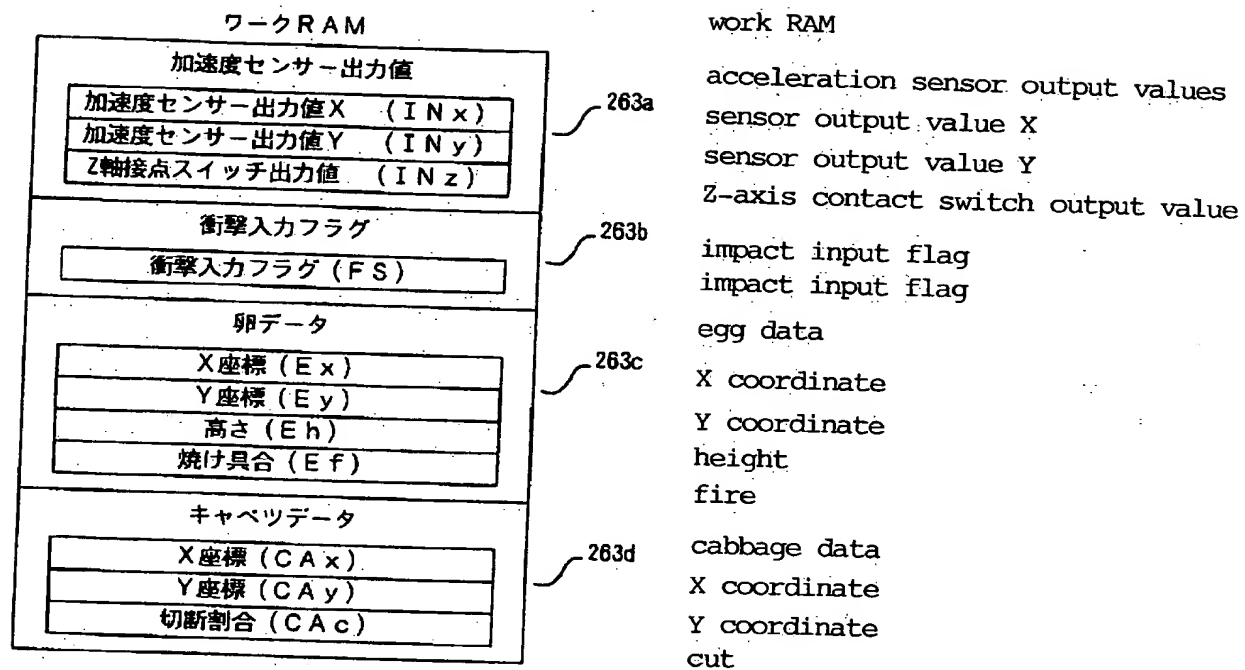 ワークRAM
加速度センサー出力値
加速度センサー出力値X (INx)
加速度センサー出力値Y (INy)
Z軸接点スイッチ出力値 (INz)
263a
衝撃入力フラグ
衝撃入力フラグ(FS)
263b
卵データ
X座標(Ex)
Y座標(Ey)
高さ(Eh)
焼け具合(Ef)
263c
キャベツデータ
X座標(CAx)
Y座標(CAy)
切断割合(CAc)
263d
work RAM
acceleration sensor output values
sensor output value X
sensor output value Y
Z-axis contact switch output value
impact input flag
impact input flag
egg data
X coordinate
Y coordinate
height
fire
cabbage data
X coordinate
Y coordinate
cut